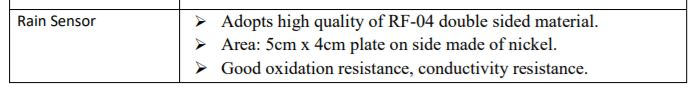 Rain Sensor
➢ Adopts high quality of RF-04 double sided material.
➢ Area: 5cm x 4cm plate on side made of nickel.
➢ Good oxidation resistance, conductivity resistance.